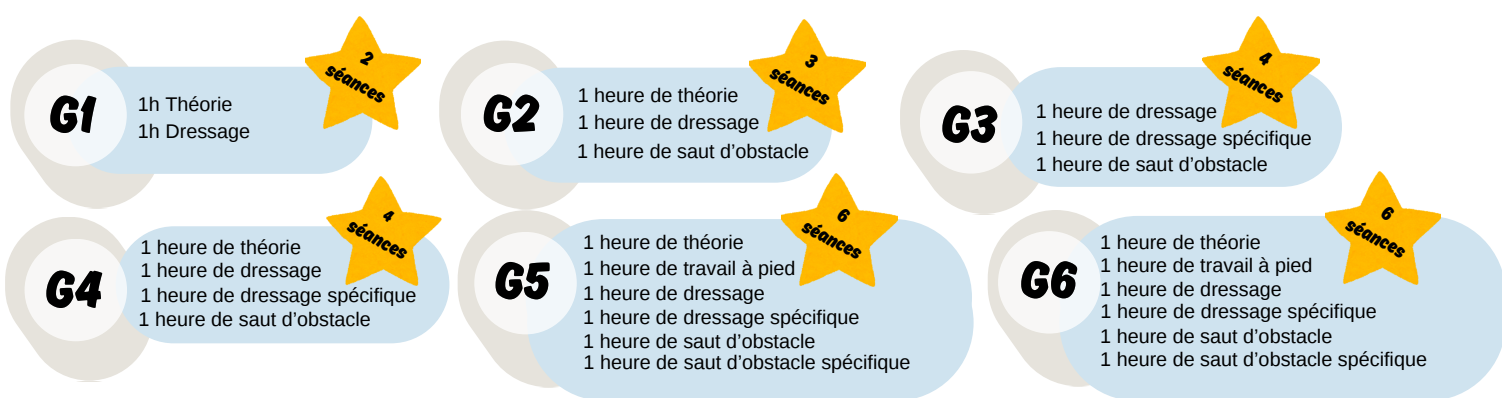 G1
1h Théorie
1h Dressage
2
séances
G2
1 heure de théorie
1 heure de dressage
1 heure de saut d'obstacle
3
séances
G3
1 heure de dressage
1 heure de dressage spécifique
1 heure de saut d'obstacle
4
séances
G4
1 heure de théorie
1 heure de dressage
1 heure de dressage spécifique
1 heure de saut d'obstacle
4
séances
G5
1 heure de théorie
1 heure de travail à pied
1 heure de dressage
1 heure de dressage spécifique
1 heure de saut d'obstacle
1 heure de saut d'obstacle spécifique
6
séances
G6
1 heure de théorie
1 heure de travail à pied
1 heure de dressage
1 heure de dressage spécifique
1 heure de saut d'obstacle
1 heure de saut d'obstacle spécifique
6
séances